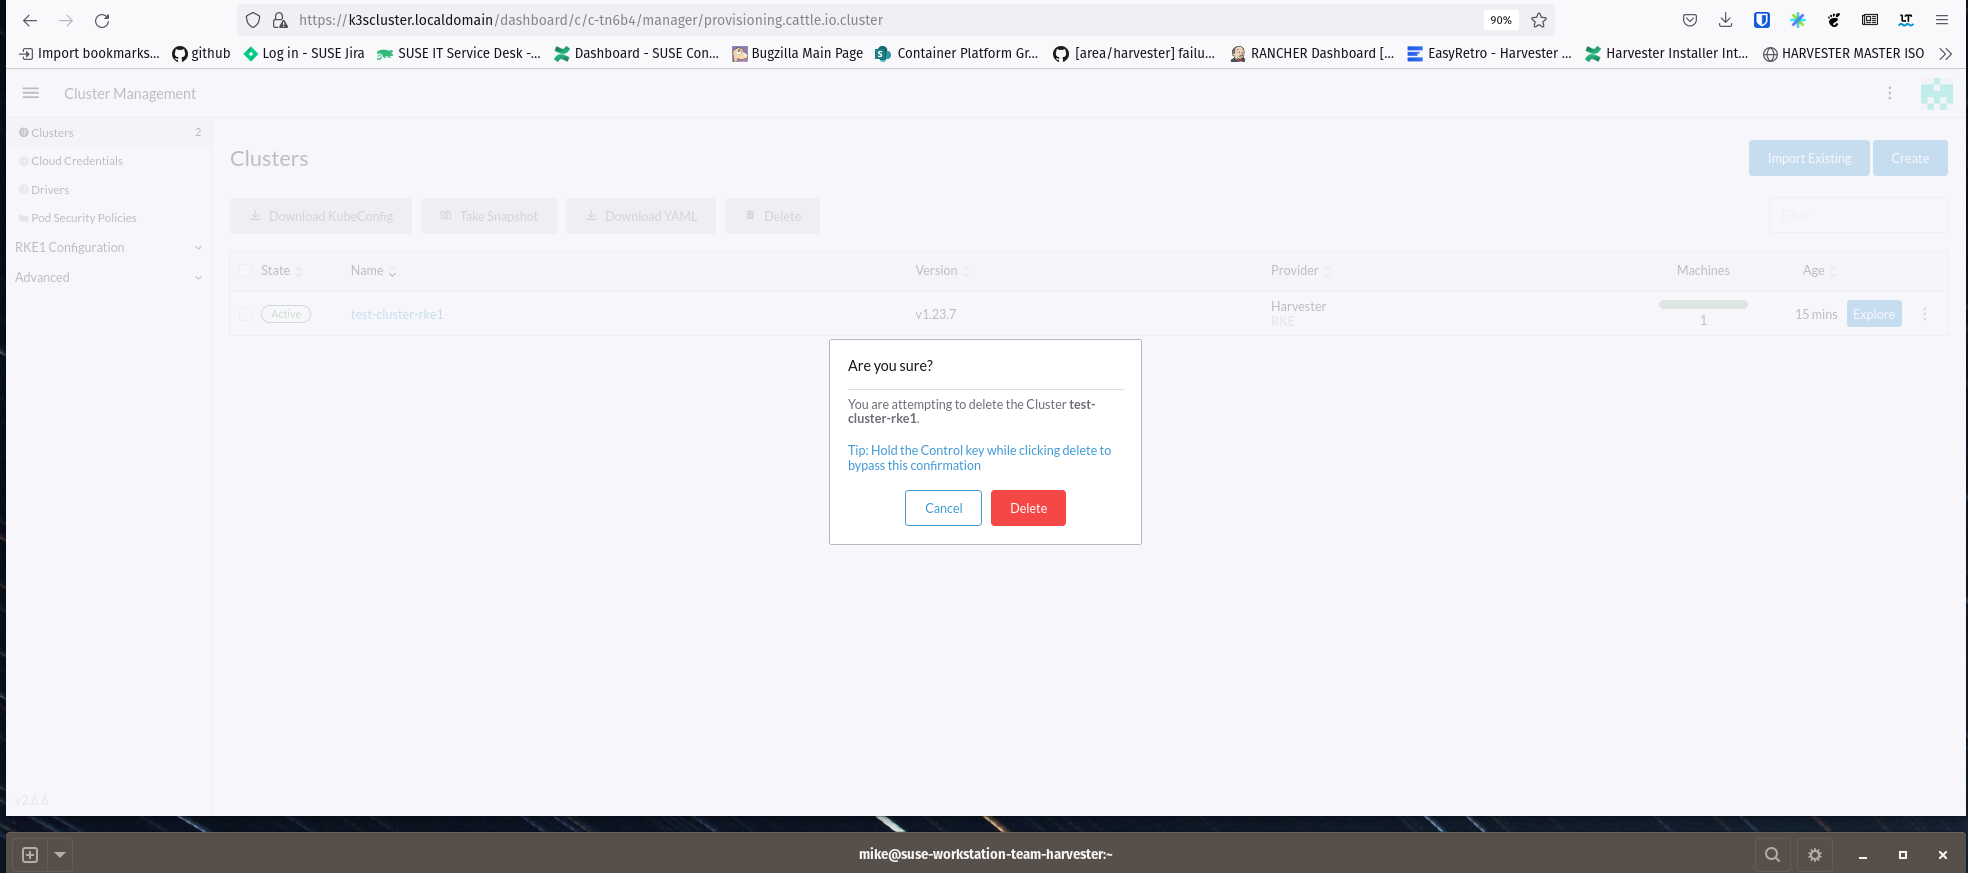 https://k3scluster.localdomain/dashboard/c/c-tn6b4/manager/provisioning.cattle.io.cluster 90%
Import bookmarks... github Log in - SUSE Jira SUSE IT Service Desk -... Dashboard - SUSE Con... Bugzilla Main Page Container Platform Gr... [area/harvester] failu... RANCHER Dashboard [... EasyRetro - Harvester ... Harvester Installer Int... HARVESTER MASTER ISO
Cluster Management
Clusters 2
Cloud Credentials
Drivers
Pod Security Policies
RKE1 Configuration
Advanced
v2.6.6
Clusters Import Existing Create
Download KubeConfig Take Snapshot Download YAML Delete Filter
State Name Version Provider Machines Age
Active test-cluster-rke1 v1.23.7 Harvester 15 mins Explore
RKE 1
Are you sure?
You are attempting to delete the Cluster test-
cluster-rke1.
Tip: Hold the Control key while clicking delete to
bypass this confirmation
Cancel Delete
mike@suse-workstation-team-harvester:~